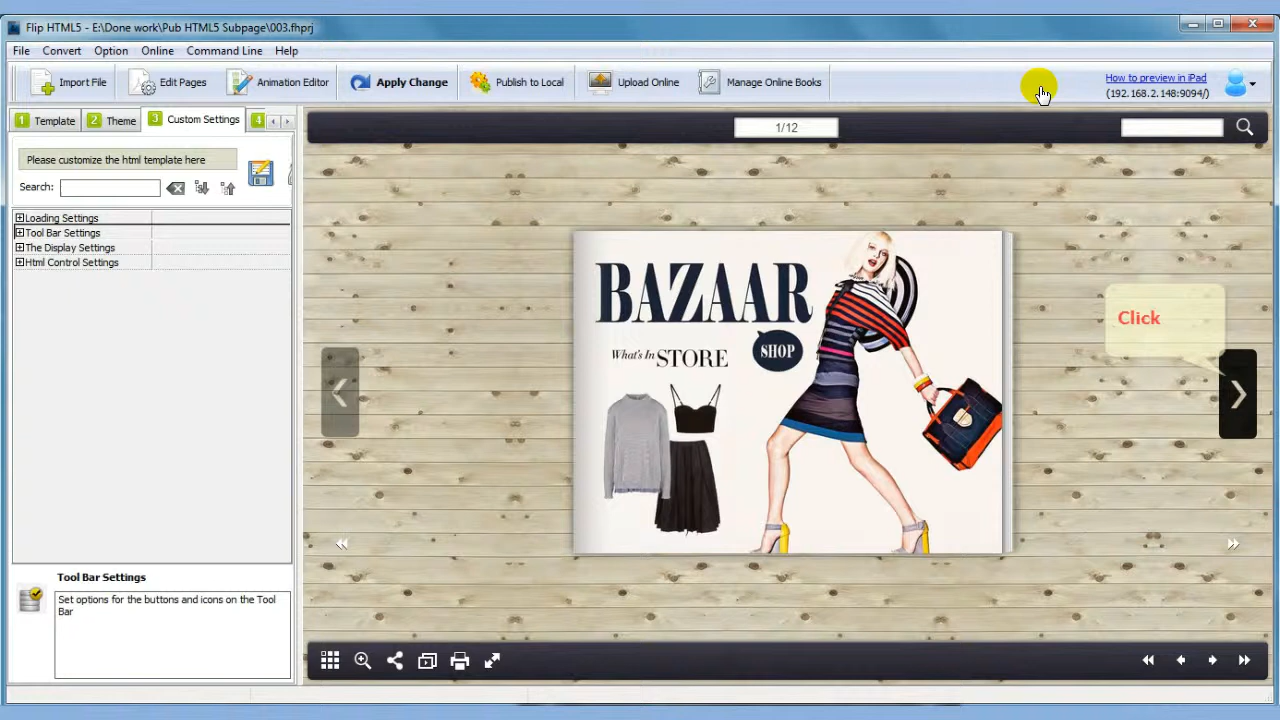 Flip HTML5 - E:\Done work\Pub HTML5 Subpage\003.fhprj
File Convert Option Online Command Line Help
Import File Edit Pages Animation Editor Apply Change Publish to Local Upload Online Manage Online Books
How to preview in iPad
(192.168.2.148:9094/)
1 Template 2 Theme 3 Custom Settings 4
1/12
Please customize the html template here
Search:
Loading Settings
Tool Bar Settings
The Display Settings
Html Control Settings
BAZAAR
What's In STORE
SHOP
Click
Tool Bar Settings
Set options for the buttons and icons on the Tool
Bar